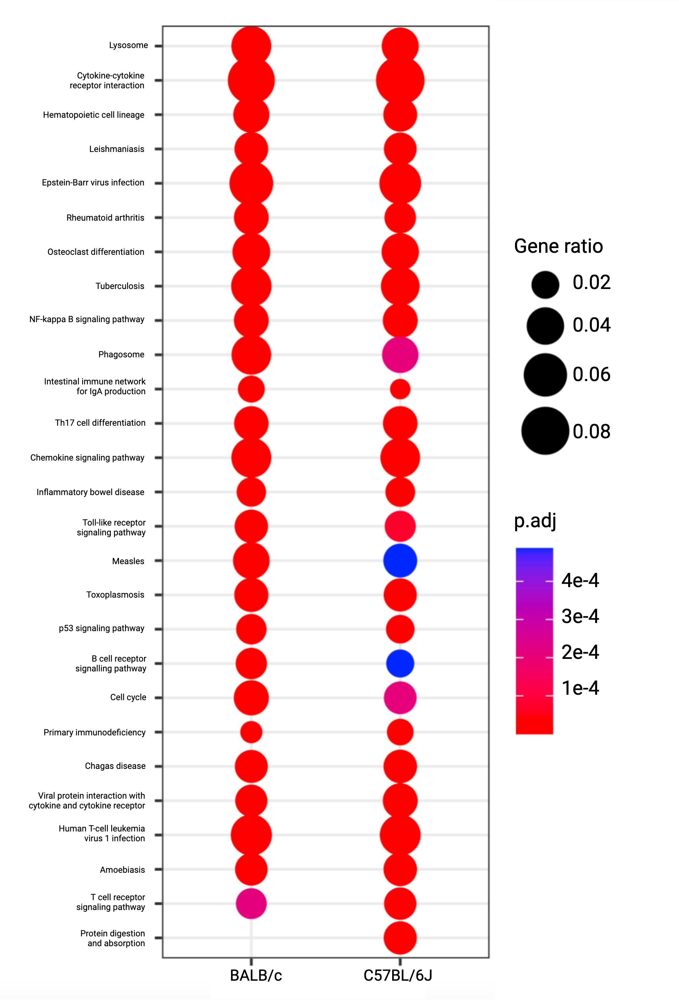 Lysosome
Cytokine-cytokine
receptor interaction
Hematopoietic cell lineage
Leishmaniasis
Epstein-Barr virus infection
Rheumatoid arthritis
Osteoclast differentiation
Tuberculosis
NF-kappa B signaling pathway
Phagosome
Intestinal immune network
for IgA production
Th17 cell differentiation
Chemokine signaling pathway
Inflammatory bowel disease
Toll-like receptor
signaling pathway
Measles
Toxoplasmosis
p53 signaling pathway
B cell receptor
signalling pathway
Cell cycle
Primary immunodeficiency
Chagas disease
Viral protein interaction with
cytokine and cytokine receptor
Human T-cell leukemia
virus 1 infection
Amoebiasis
T cell receptor
signaling pathway
Protein digestion
and absorption
BALB/c
C57BL/6J
Gene ratio
0.02
0.04
0.06
0.08
p.adj
4e-4
3e-4
2e-4
1e-4